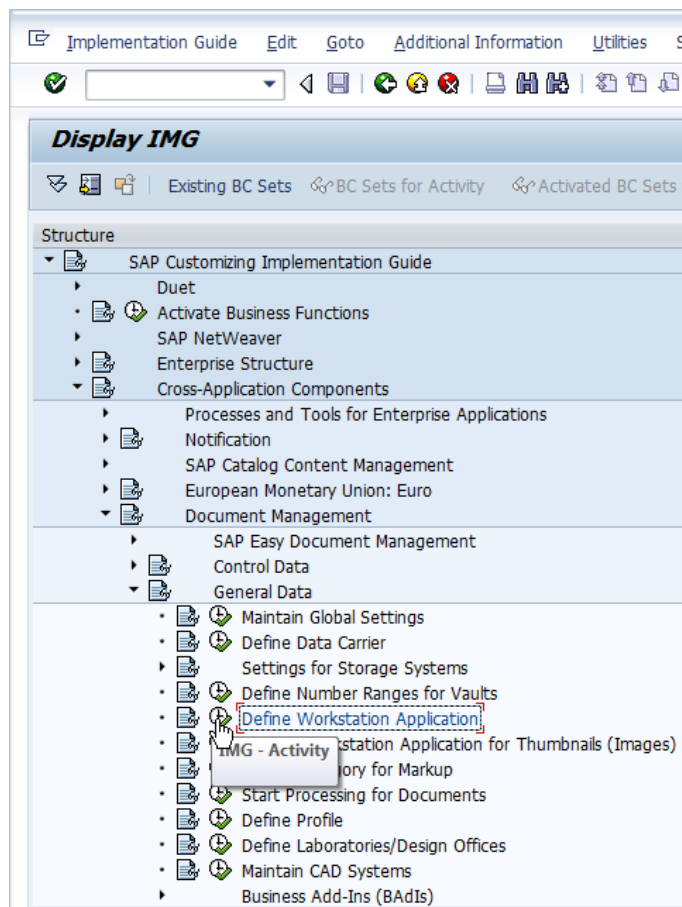 Implementation Guide Edit Goto Additional Information Utilities S
Display IMG
Existing BC Sets BC Sets for Activity Activated BC Sets
Structure
SAP Customizing Implementation Guide
Duet
Activate Business Functions
SAP NetWeaver
Enterprise Structure
Cross-Application Components
Processes and Tools for Enterprise Applications
Notification
SAP Catalog Content Management
European Monetary Union: Euro
Document Management
SAP Easy Document Management
Control Data
General Data
Maintain Global Settings
Define Data Carrier
Settings for Storage Systems
Define Number Ranges for Vaults
Define Workstation Application
kstation Application for Thumbnails (Images)
IMG - Activity
ory for Markup
Start Processing for Documents
Define Profile
Define Laboratories/Design Offices
Maintain CAD Systems
Business Add-Ins (BAdIs)